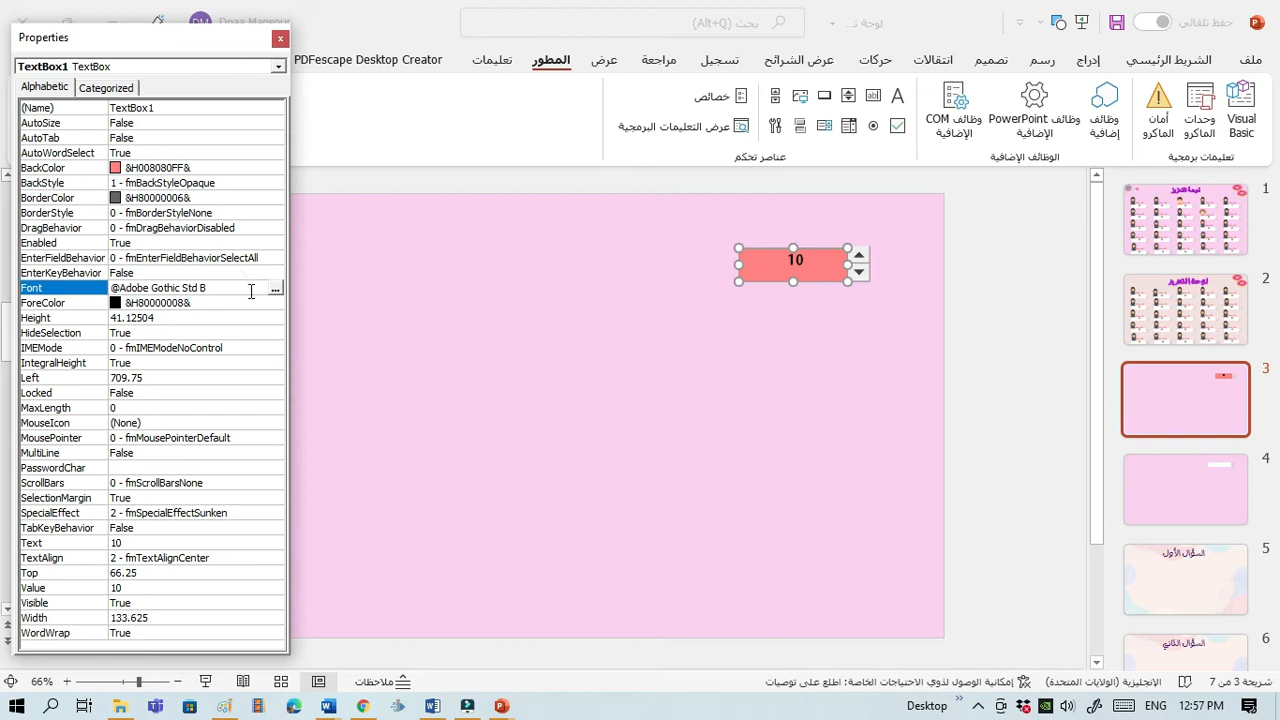 Properties
TextBox1 TextBox
Alphabetic
Categorized
(Name) TextBox1
AutoSize False
AutoTab False
AutoWordSelect True
BackColor &H008080FF&
BackStyle 1 - fmBackStyleOpaque
BorderColor &H80000006&
BorderStyle 0 - fmBorderStyleNone
DragBehavior 0 - fmDragBehaviorDisabled
Enabled True
EnterFieldBehavior 0 - fmEnterFieldBehaviorSelectAll
EnterKeyBehavior False
Font @Adobe Gothic Std B ...
ForeColor &H80000008&
Height 41.12504
HideSelection True
IMEMode 0 - fmIMEModeNoControl
IntegralHeight True
Left 709.75
Locked False
MaxLength 0
MouseIcon (None)
MousePointer 0 - fmMousePointerDefault
MultiLine False
PasswordChar
ScrollBars 0 - fmScrollBarsNone
SelectionMargin True
SpecialEffect 2 - fmSpecialEffectSunken
TabKeyBehavior False
Text 10
TextAlign 2 - fmTextAlignCenter
Top 66.25
Value 10
Visible True
Width 133.625
WordWrap True
حفظ تلقائي
لوحة تـ...
بحث (Alt+Q)
DM
ملف
الشريط الرئيسي
إدراج
رسم
تصميم
انتقالات
حركات
تسجيل
مراجعة
عرض
المطور
تعليمات
PDFescape Desktop Creator
Visual Basic
وحدات الماكرو
أمان الماكرو
تعليمات برمجية
وظائف إضافية
وظائف PowerPoint الإضافية
وظائف COM الإضافية
الوظائف الإضافية
خصائص
عرض التعليمات البرمجية
عناصر تحكم
10
1
2
3
4
5
السؤال الأول
6
السؤال الثاني
شريحة 3 من 7
الإنجليزية (الولايات المتحدة)
إمكانية الوصول لذوي الاحتياجات الخاصة: اطلع على توصيات
ملاحظات
66%
Desktop
12:57 PM